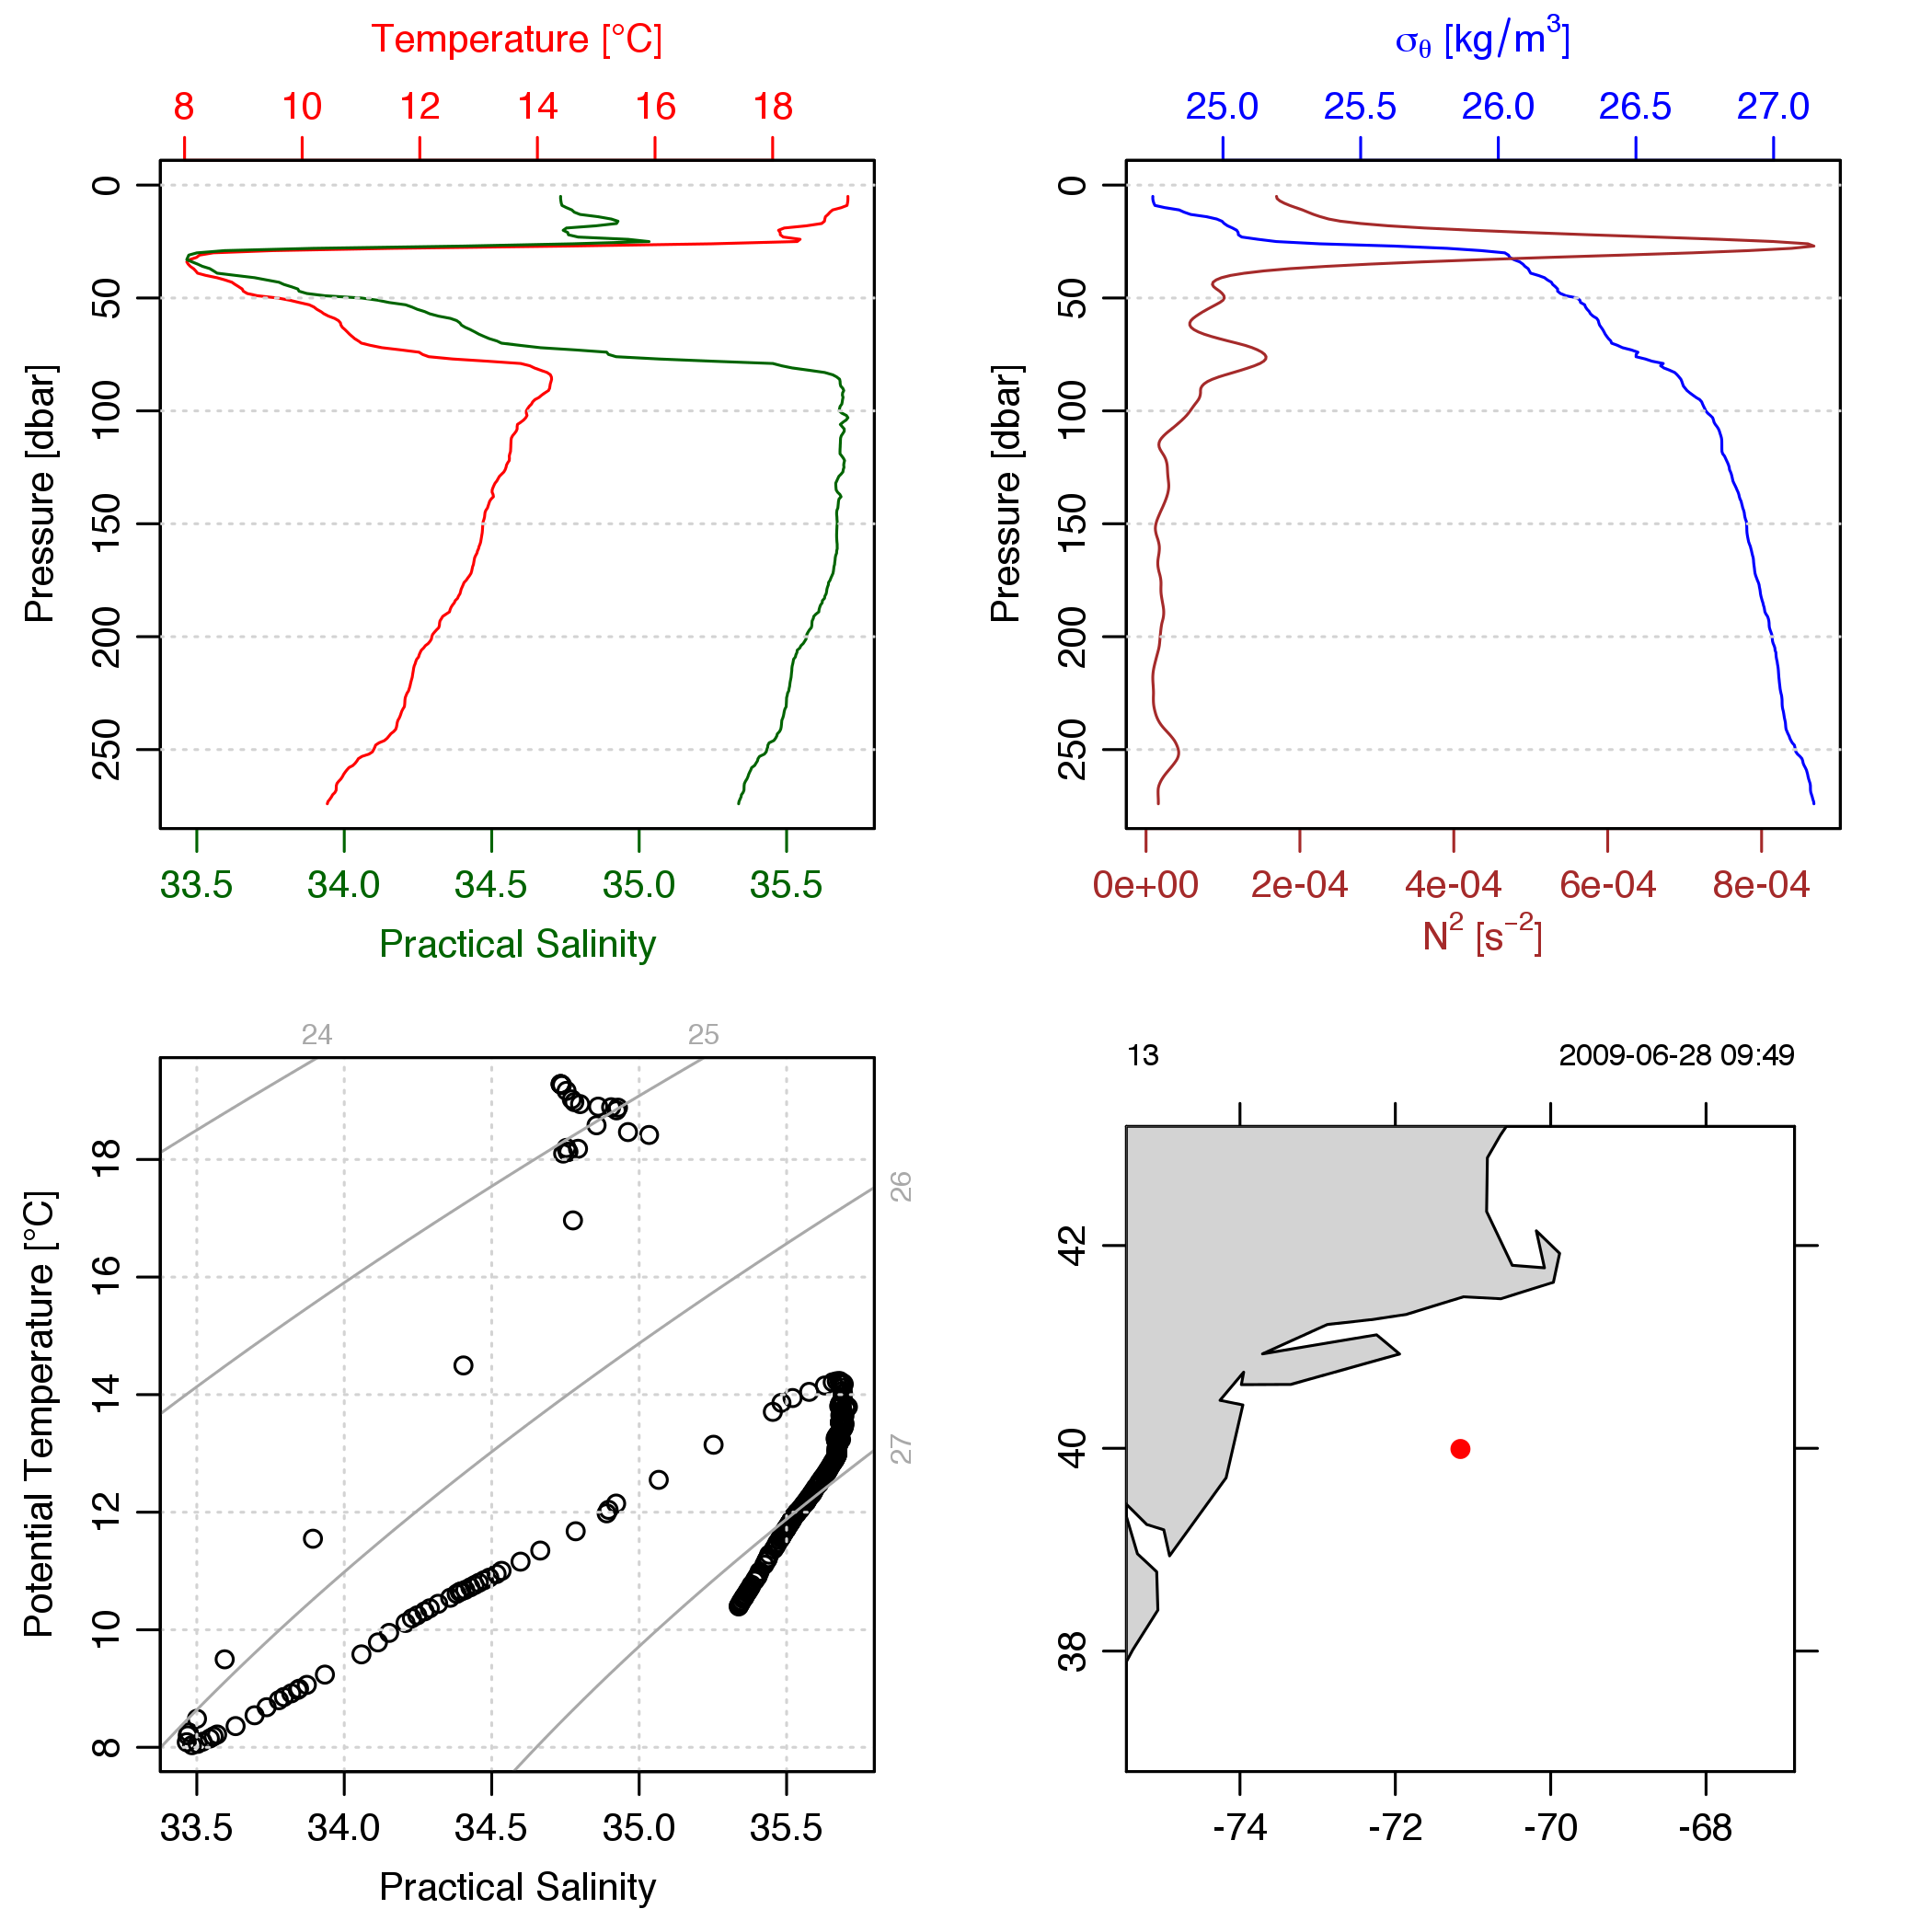 Temperature [°C]
8 10 12 14 16 18
0
50
100
150
200
250
Pressure [dbar]
33.5 34.0 34.5 35.0 35.5
Practical Salinity
σθ [kg/m³]
25.0 25.5 26.0 26.5 27.0
0
50
100
150
200
250
Pressure [dbar]
0e+00 2e-04 4e-04 6e-04 8e-04
N² [s⁻²]
24 25
26
27
18
16
14
12
10
8
Potential Temperature [°C]
33.5 34.0 34.5 35.0 35.5
Practical Salinity
13 2009-06-28 09:49
42
40
38
-74 -72 -70 -68